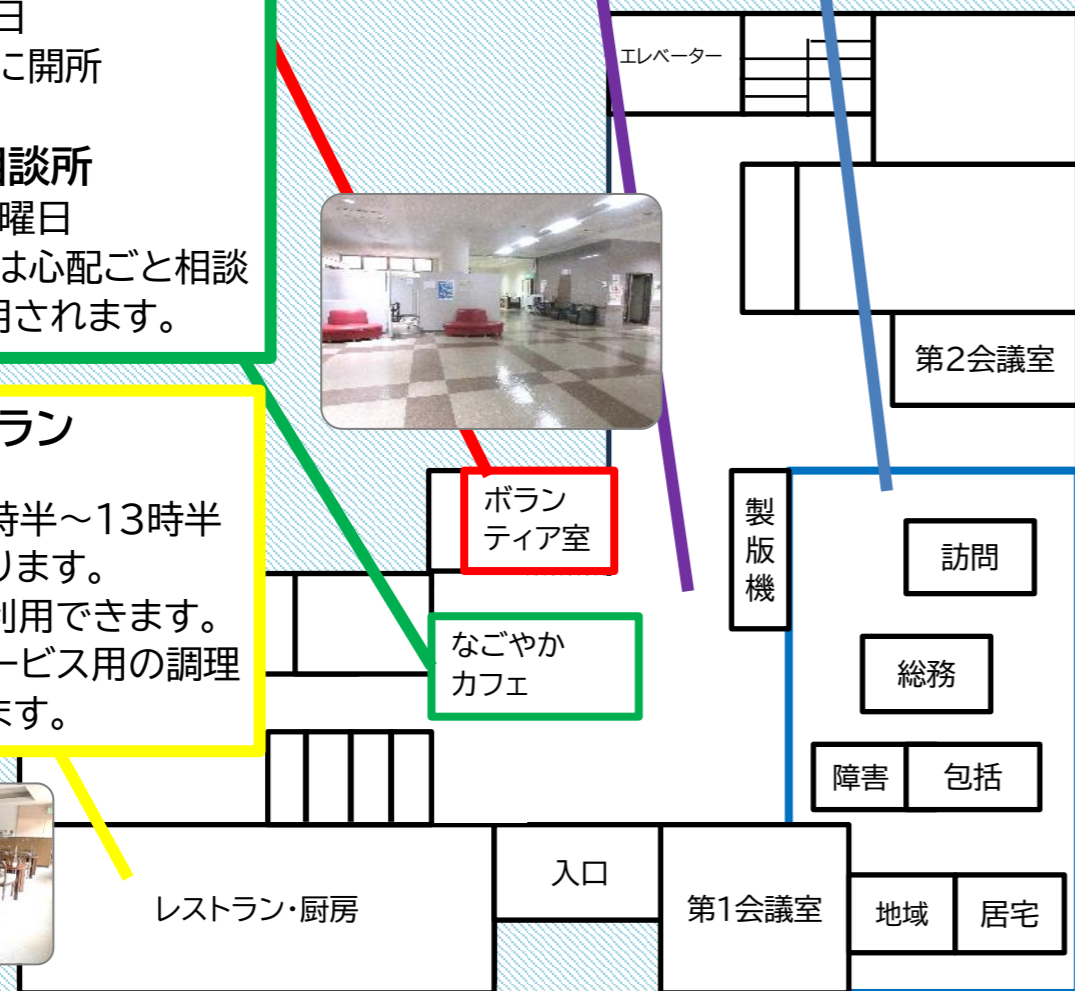 日
に開所
談所
曜日
は心配ごと相談
用されます。
ラン
時半～13時半
ります。
利用できます。
ービス用の調理
ます。
エレベーター
第2会議室
ボラン
ティア室
製版機
訪問
なごやか
カフェ
総務
障害
包括
レストラン・厨房
入口
第1会議室
地域
居宅